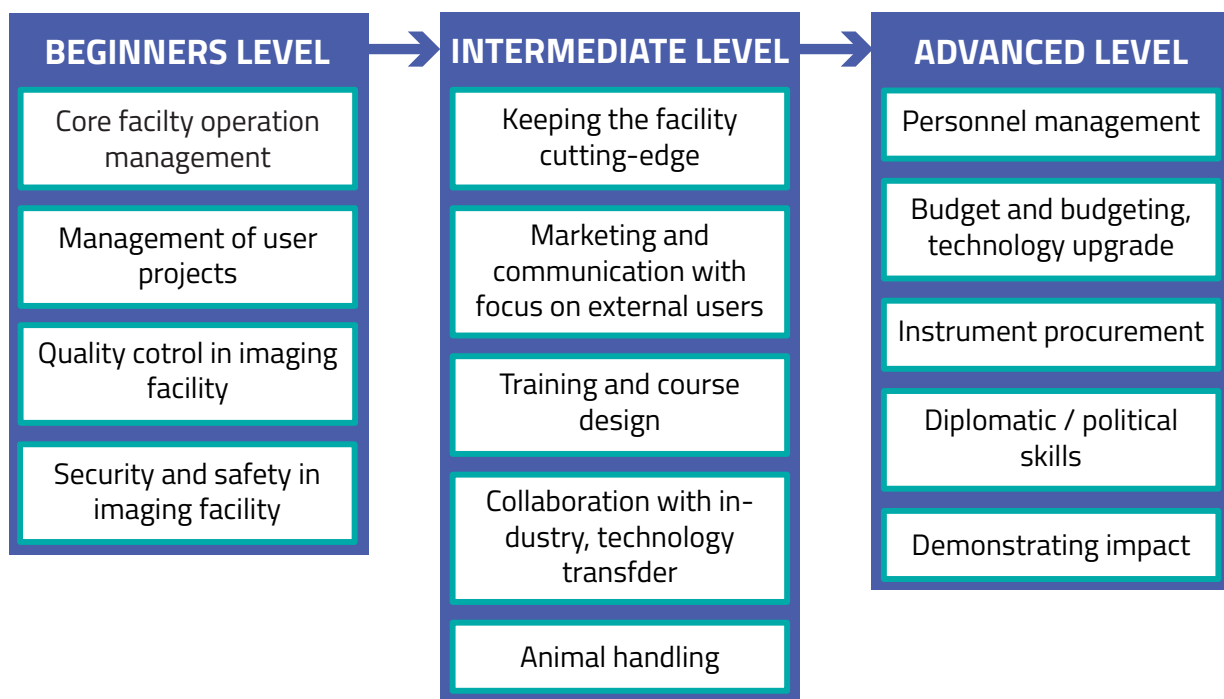 BEGINNERS LEVEL
Core facilty operation
management
Management of user
projects
Quality cotrol in imaging
facility
Security and safety in
imaging facility
INTERMEDIATE LEVEL
Keeping the facility
cutting-edge
Marketing and
communication with
focus on external users
Training and course
design
Collaboration with in-
dustry, technology
transfder
Animal handling
ADVANCED LEVEL
Personnel management
Budget and budgeting,
technology upgrade
Instrument procurement
Diplomatic / political
skills
Demonstrating impact